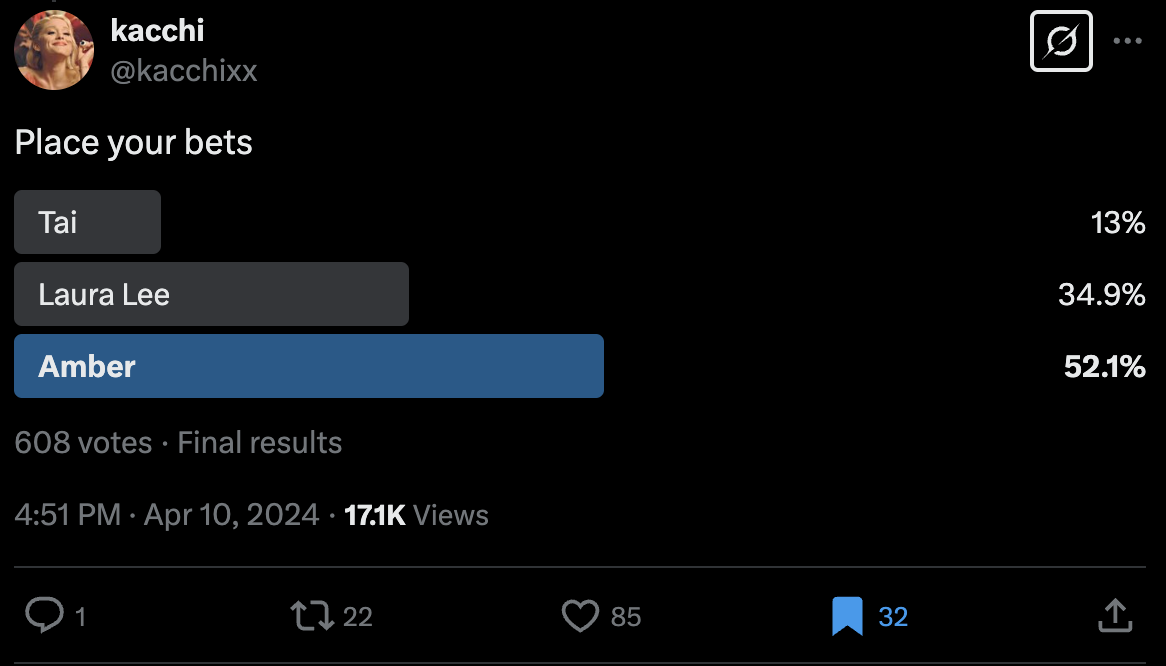 kacchi
@kacchixx
Place your bets
Tai 13%
Laura Lee 34.9%
Amber 52.1%
608 votes · Final results
4:51 PM · Apr 10, 2024 · 17.1K Views
1 22 85 32